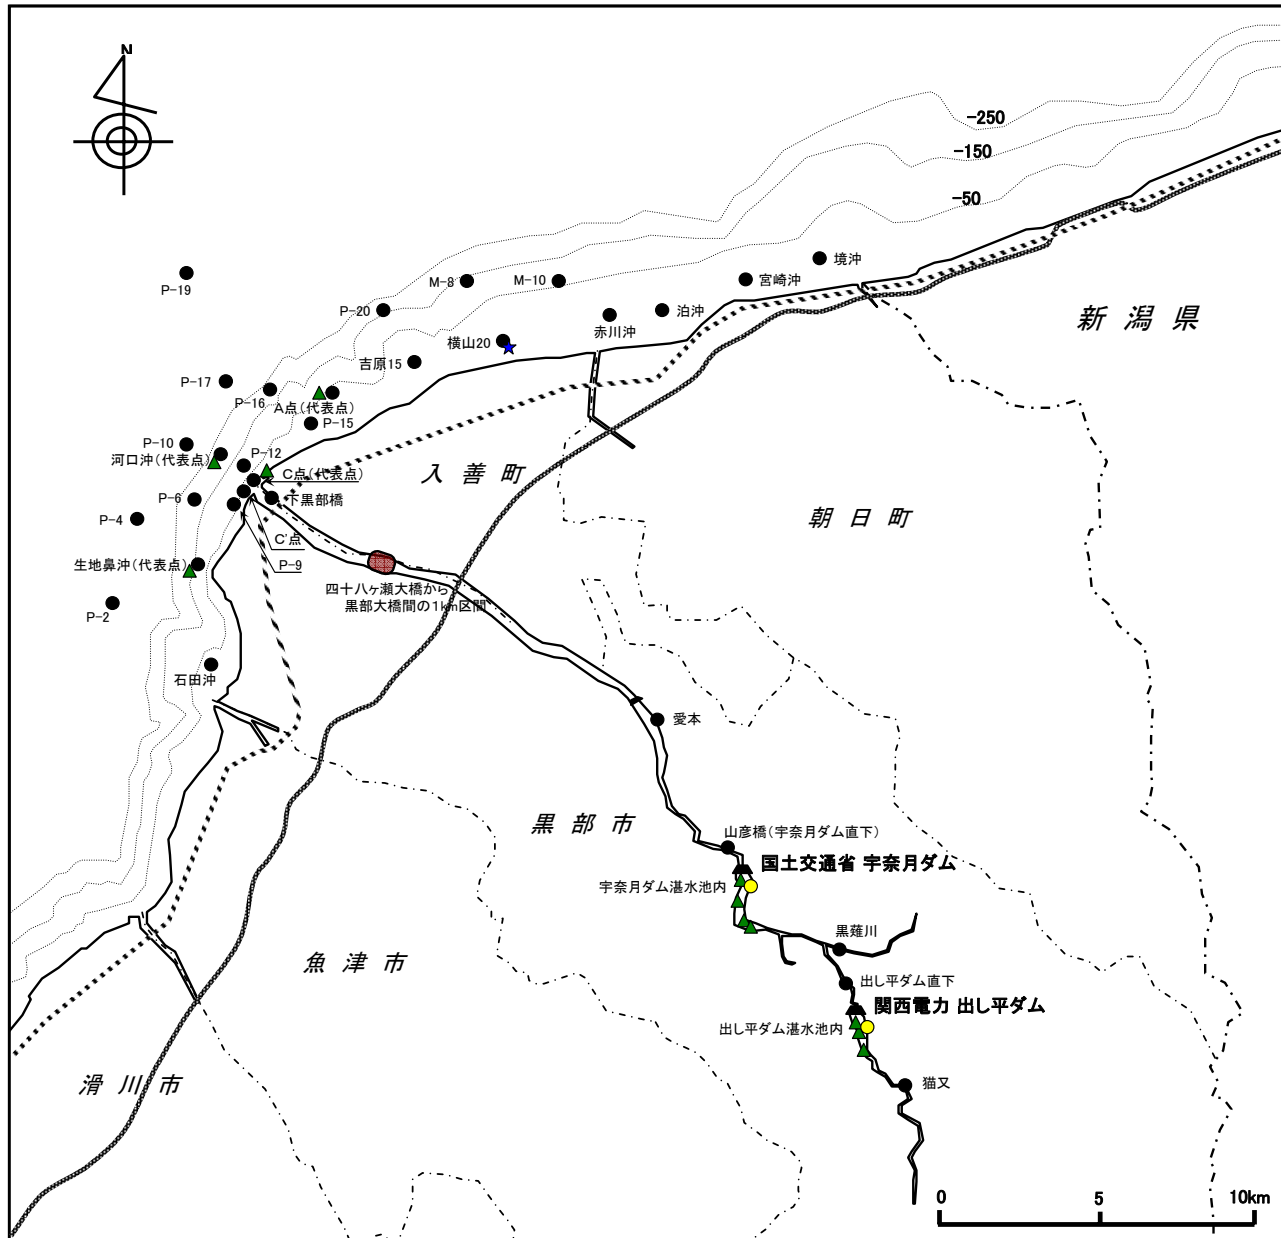 N
-250
-150
-50
境沖
宮崎沖
P-19
M-8
M-10
泊沖
P-20
赤川沖
新潟県
横山20
吉原15
P-17
P-16
A点(代表点)
P-15
P-10
河口沖(代表点)
P-12
C点(代表点)
入善町
P-6
下黒部橋
P-4
朝日町
C'点
生地鼻沖(代表点)
P-9
四十八ヶ瀬大橋から
黒部大橋間の1km区間
P-2
石田沖
愛本
黒部市
山彦橋(宇奈月ダム直下)
国土交通省 宇奈月ダム
宇奈月ダム湛水池内
黒薙川
魚津市
出し平ダム直下
関西電力 出し平ダム
出し平ダム湛水池内
滑川市
猫又
0 5 10km